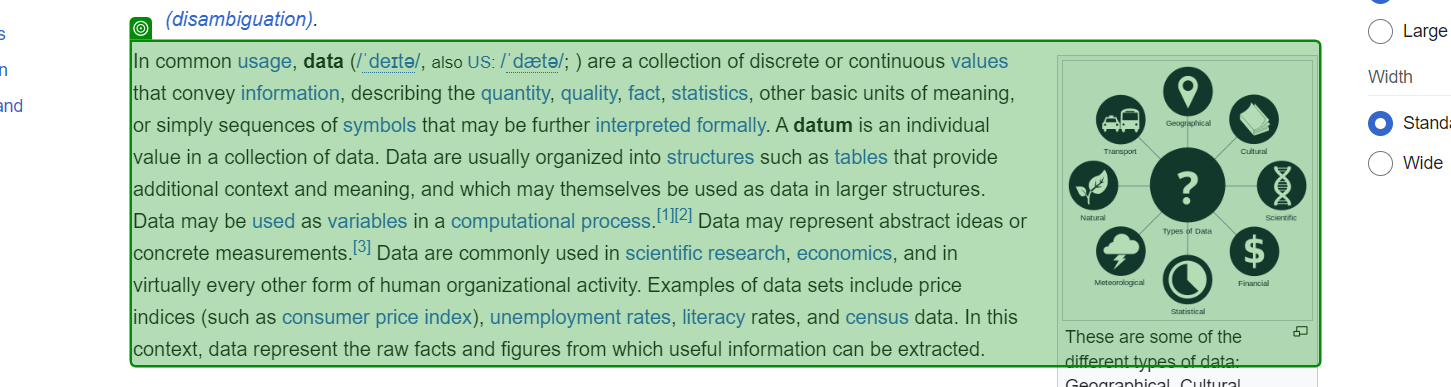 (disambiguation).
In common usage, data (/ˈdeɪtə/, also US: /ˈdætə/; ) are a collection of discrete or continuous values
that convey information, describing the quantity, quality, fact, statistics, other basic units of meaning,
or simply sequences of symbols that may be further interpreted formally. A datum is an individual
value in a collection of data. Data are usually organized into structures such as tables that provide
additional context and meaning, and which may themselves be used as data in larger structures.
Data may be used as variables in a computational process.[1][2] Data may represent abstract ideas or
concrete measurements.[3] Data are commonly used in scientific research, economics, and in
virtually every other form of human organizational activity. Examples of data sets include price
indices (such as consumer price index), unemployment rates, literacy rates, and census data. In this
context, data represent the raw facts and figures from which useful information can be extracted.
Geographical
Transport
Cultural
?
Natural
Scientific
Types of Data
$
Meteorological
Financial
Statistical
These are some of the
different types of data:
Geographical, Cultural,
Large
Width
Standa
Wide
s
n
and